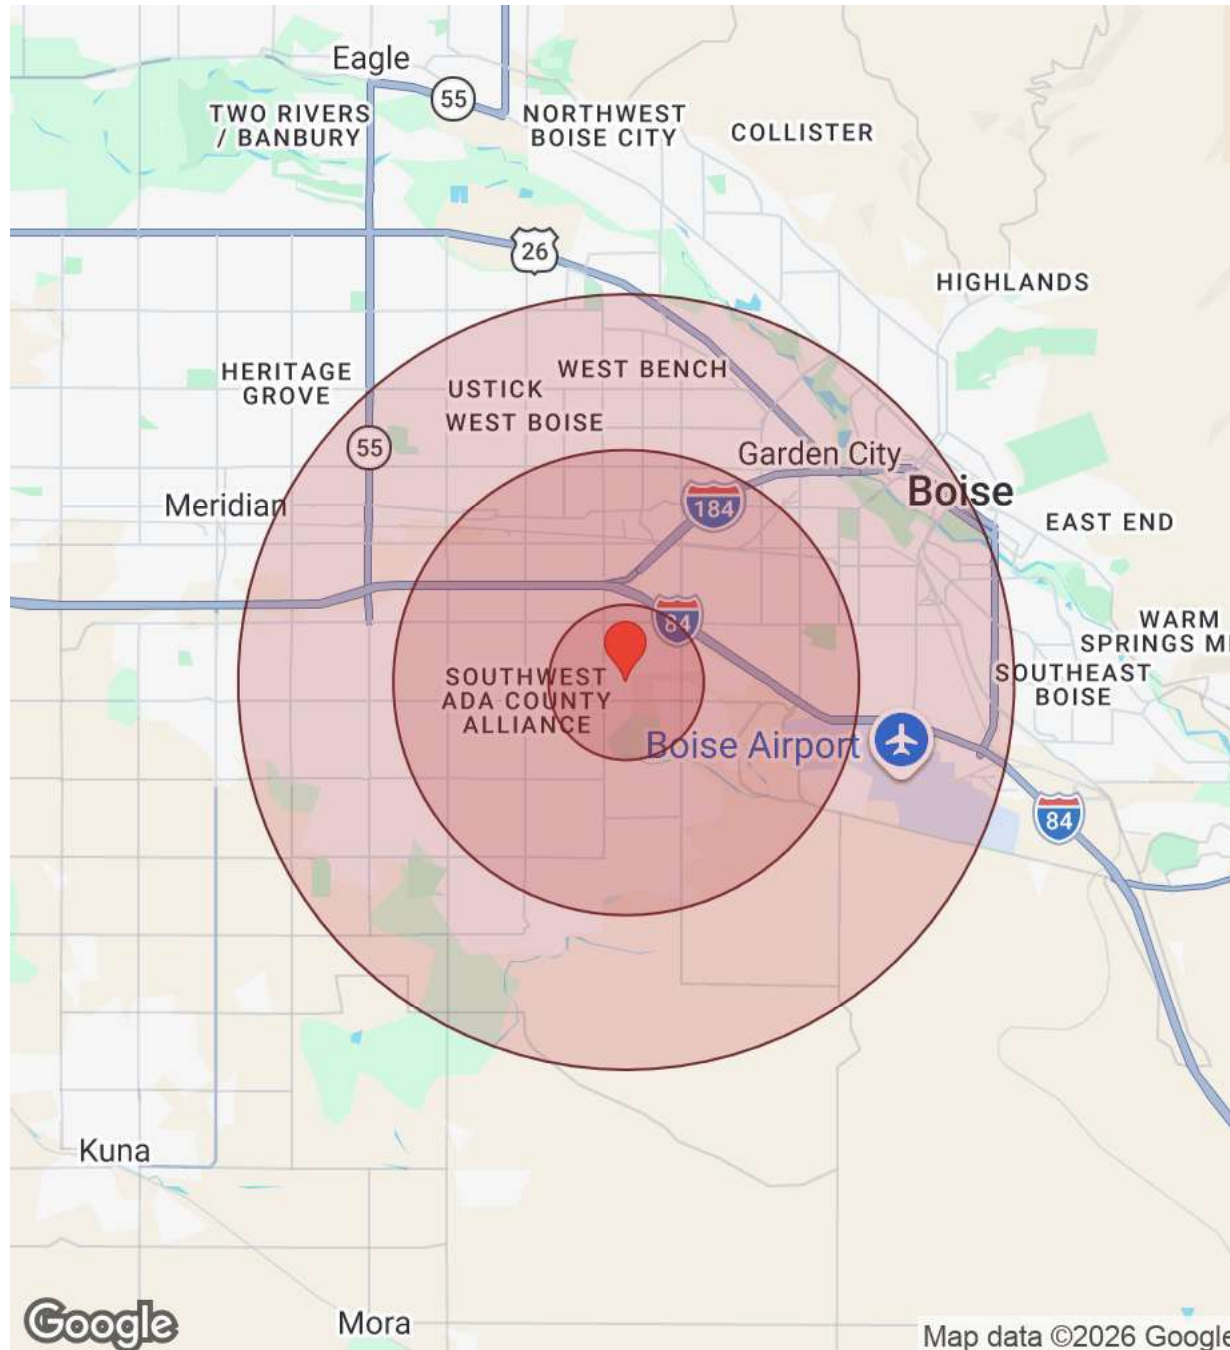 Eagle
55
TWO RIVERS
/ BANBURY
NORTHWEST
BOISE CITY
COLLISTER
26
HIGHLANDS
HERITAGE
GROVE
WEST BENCH
USTICK
WEST BOISE
55
Garden City
Meridian
184
Boise
EAST END
84
WARM
SPRINGS M
SOUTHWEST
ADA COUNTY
ALLIANCE
SOUTHEAST
BOISE
Boise Airport
84
Kuna
Google
Mora
Map data ©2026 Google